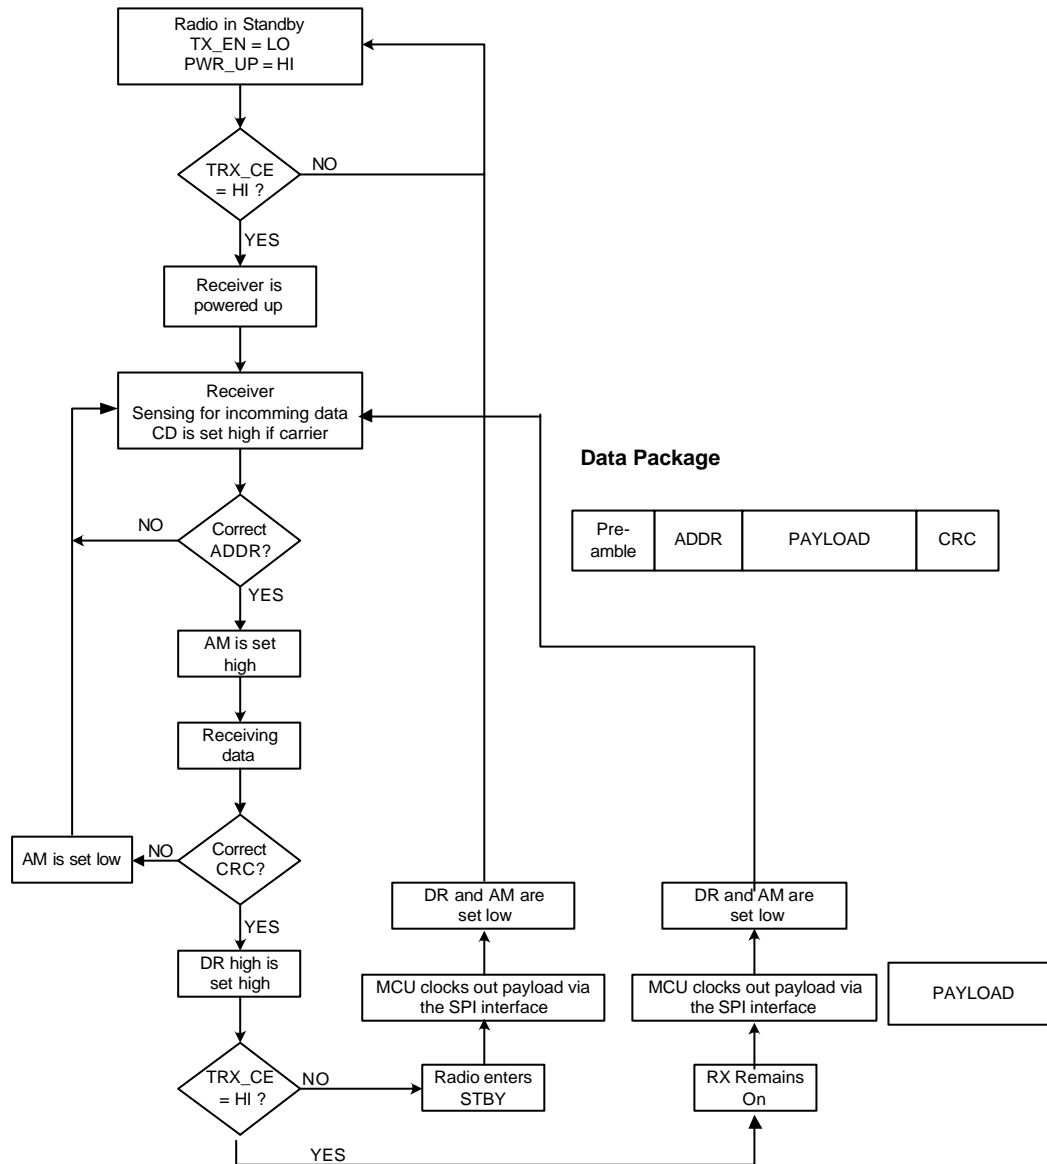 Radio in Standby
TX_EN = LO
PWR_UP = HI
TRX_CE
= HI ?
NO
YES
Receiver is
powered up
Receiver
Sensing for incomming data
CD is set high if carrier
Data Package
Pre-
amble
ADDR
PAYLOAD
CRC
NO
Correct
ADDR?
YES
AM is set
high
Receiving
data
AM is set low
NO
Correct
CRC?
YES
DR high is
set high
TRX_CE
= HI ?
NO
Radio enters
STBY
MCU clocks out payload via
the SPI interface
DR and AM are
set low
YES
RX Remains
On
MCU clocks out payload via
the SPI interface
DR and AM are
set low
PAYLOAD